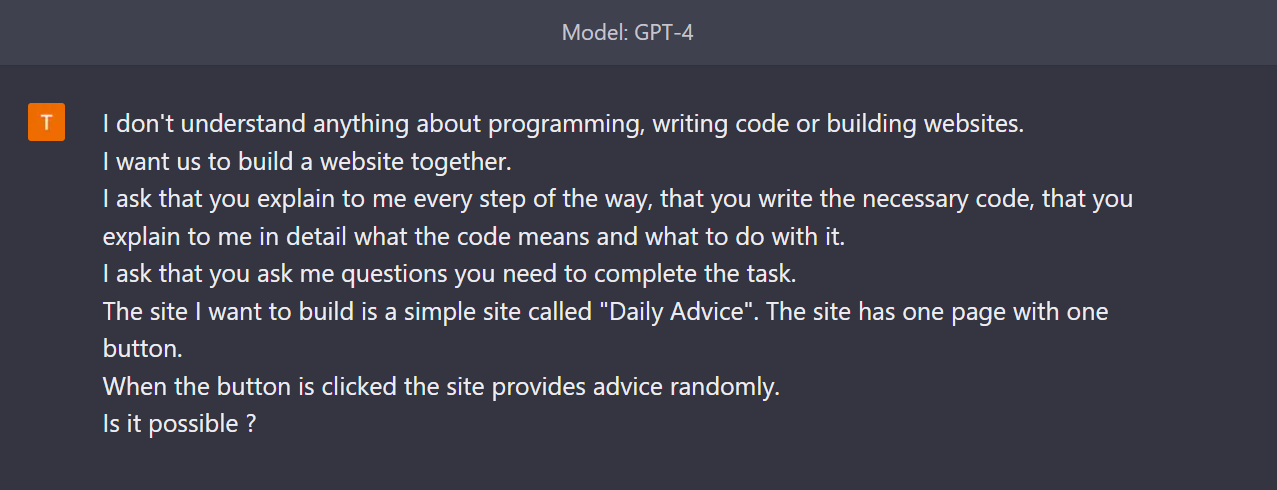 Model: GPT-4
T
I don't understand anything about programming, writing code or building websites.
I want us to build a website together.
I ask that you explain to me every step of the way, that you write the necessary code, that you
explain to me in detail what the code means and what to do with it.
I ask that you ask me questions you need to complete the task.
The site I want to build is a simple site called "Daily Advice". The site has one page with one
button.
When the button is clicked the site provides advice randomly.
Is it possible ?